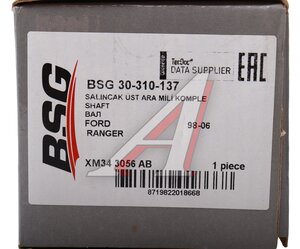 TecDoc
DATA SUPPLIER
EAC
BSG
BSG 30-310-137
SALINCAK UST ARA MILI KOMPLE
SHAFT
ВАЛ
FORD 98-06
RANGER
XM34 3056 AB 1 piece
8719822018668